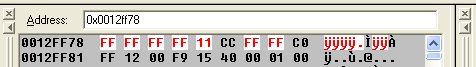 Address: 0x0012ff78
0012FF78 FF FF FF FF 11 CC FF FF C0 ÿÿÿÿ.ÌÿÿÀ
0012FF81 FF 12 00 F9 15 40 00 01 00 ÿ..ù.@...